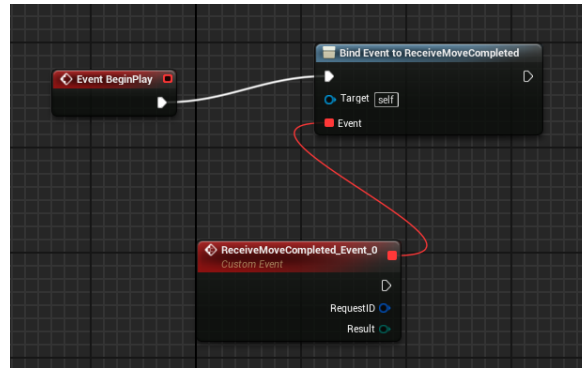 Event BeginPlay
Bind Event to ReceiveMoveCompleted
Target self
Event
ReceiveMoveCompleted_Event_0
Custom Event
RequestID
Result